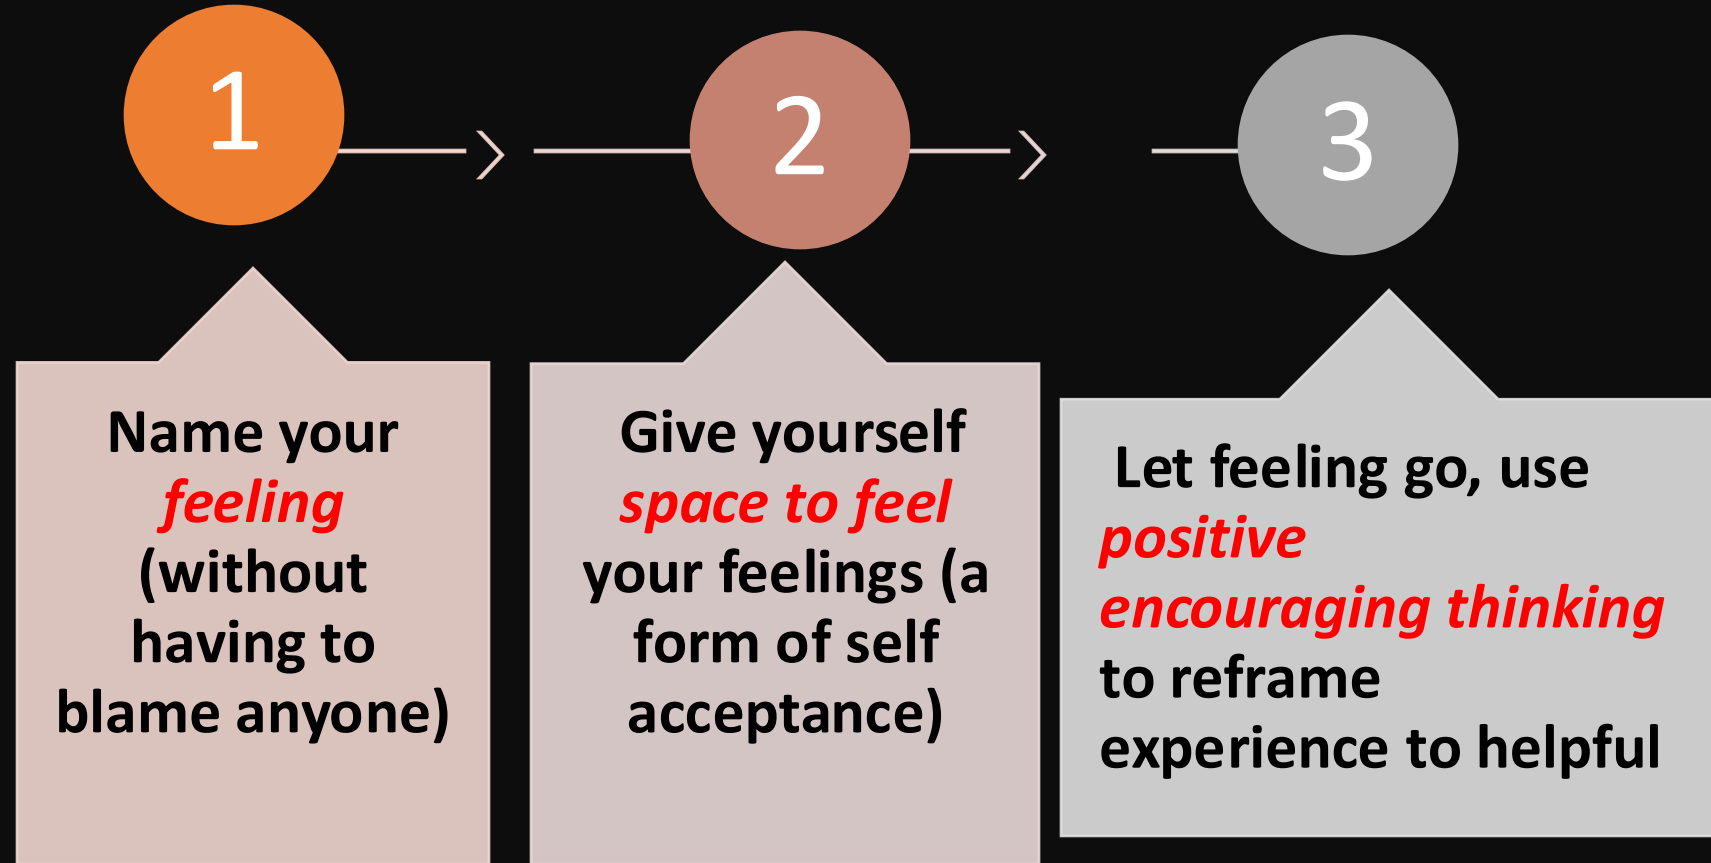 1
2
3
Name your
feeling
(without
having to
blame anyone)
Give yourself
space to feel
your feelings (a
form of self
acceptance)
Let feeling go, use
positive
encouraging thinking
to reframe
experience to helpful